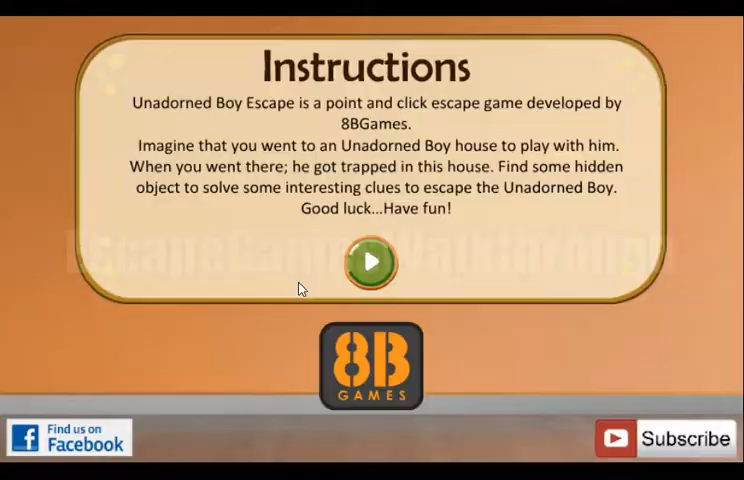 Instructions
Unadorned Boy Escape is a point and click escape game developed by
8BGames.
Imagine that you went to an Unadorned Boy house to play with him.
When you went there; he got trapped in this house. Find some hidden
object to solve some interesting clues to escape the Unadorned Boy.
Good luck...Have fun!
EscapeGamesWalkthrough
8B
GAMES
Find us on
Facebook
Subscribe